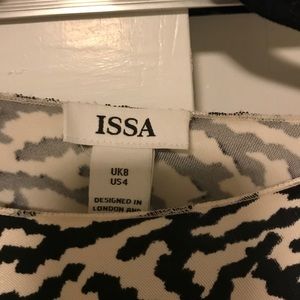 ISSA
UK8
US4
DESIGNED IN
LONDON AND